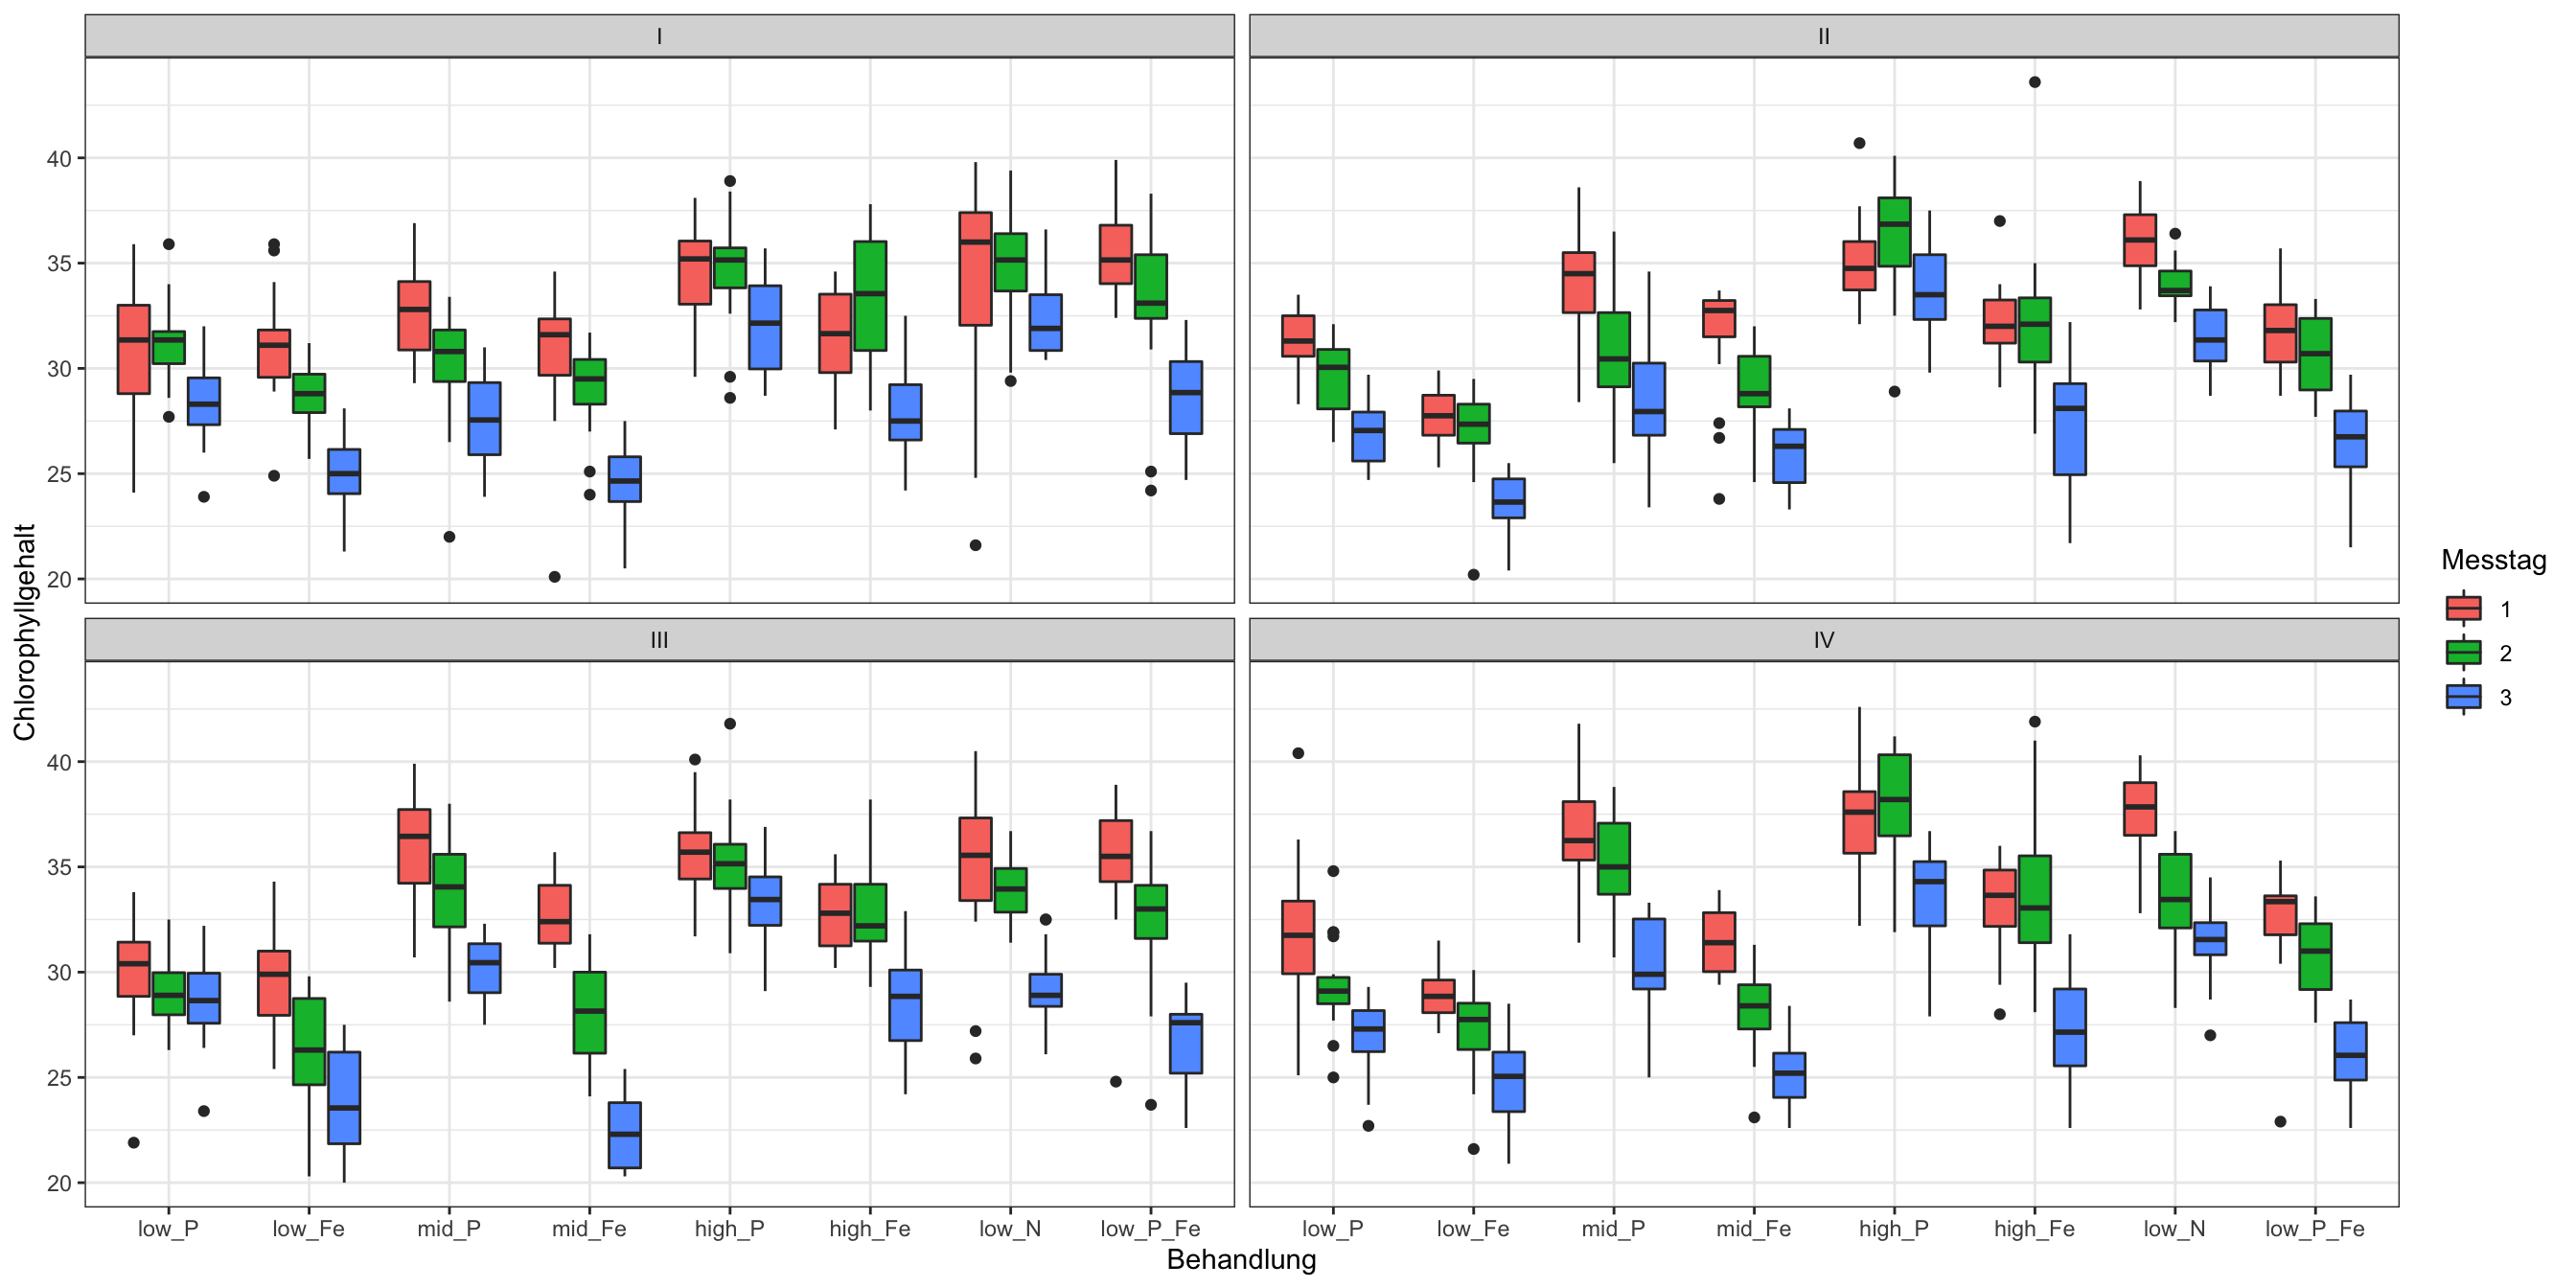 I
II
40
35
30
25
20
III
IV
40
35
30
25
20
low_P low_Fe mid_P mid_Fe high_P high_Fe low_N low_P_Fe
low_P low_Fe mid_P mid_Fe high_P high_Fe low_N low_P_Fe
Behandlung
Chlorophyllgehalt
Messtag
1
2
3